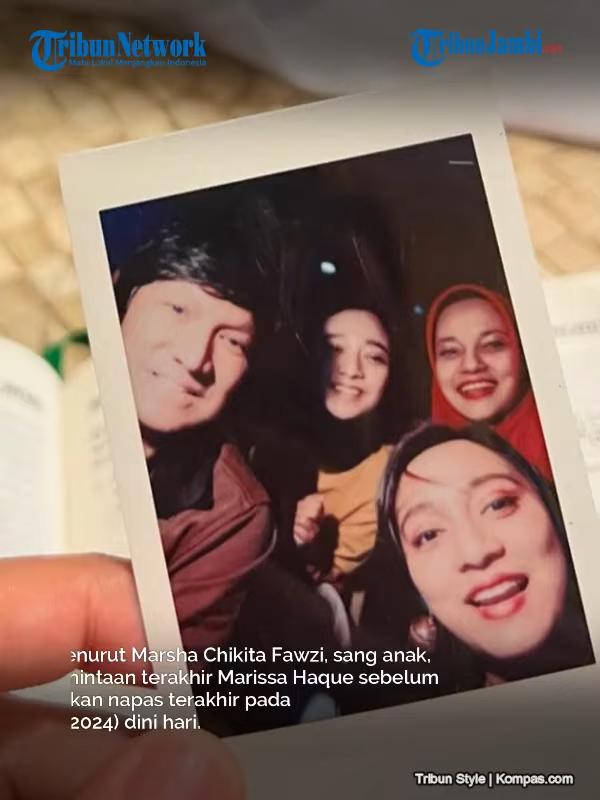 TribunNetwork
Mata Lokal Menjangkau Indonesia
TribunJambi.com
enurut Marsha Chikita Fawzi, sang anak,
intaan terakhir Marissa Haque sebelum
kan napas terakhir pada
2024) dini hari.
Tribun Style | Kompas.com